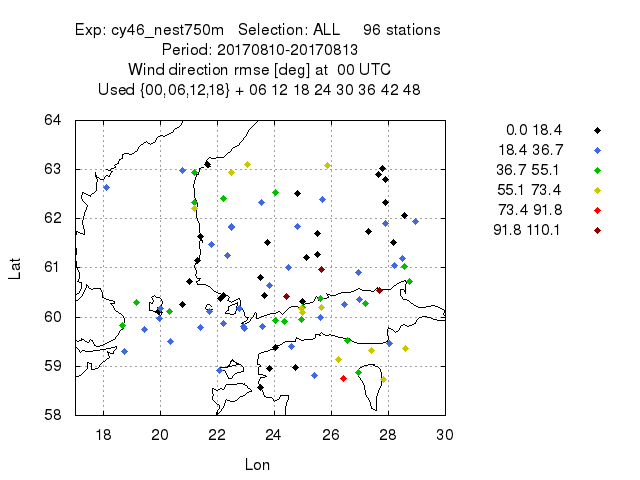 Exp: cy46_nest750m   Selection: ALL     96 stations
Period: 20170810-20170813
Wind direction rmse [deg] at  00 UTC
Used {00,06,12,18} + 06 12 18 24 30 36 42 48
64
63
62
61
60
59
58
Lat
18 20 22 24 26 28 30
Lon
0.0 18.4
18.4 36.7
36.7 55.1
55.1 73.4
73.4 91.8
91.8 110.1